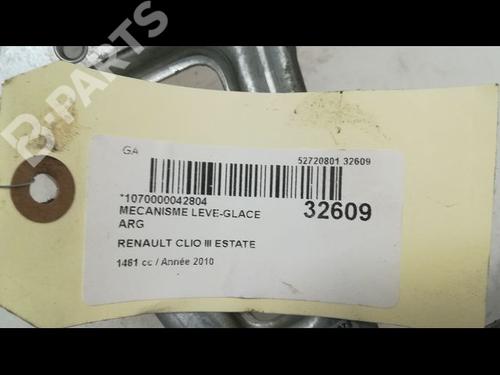 B-PARTS
GA
52720801 32609
*1070000042804
32609
MECANISME LEVE-GLACE
ARG
RENAULT CLIO III ESTATE
1461 cc / Année 2010